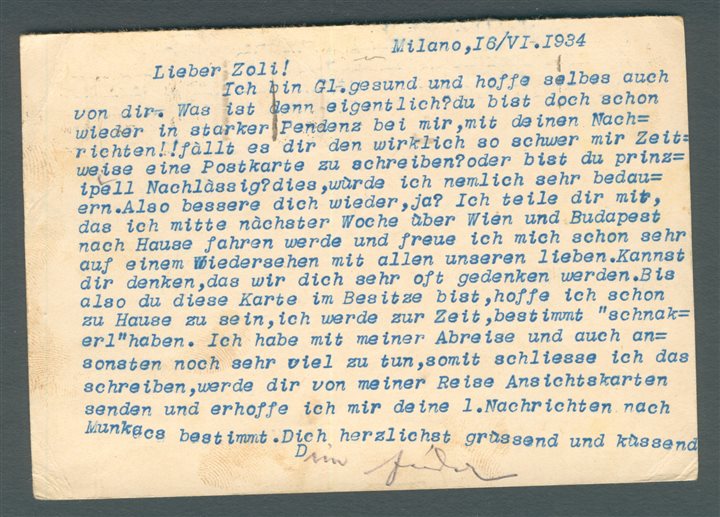 Milano,I6/VI.1934
Lieber Zoli!
Ich bin Gl.gesund und hoffe selbes auch
von dir. Was ist denn eigentlich?du bist doch schon
wieder in starker Pendenz bei mir,mit deinen Nach=
richten!!fällt es dir den wirklich so schwer mir Zeit=
weise eine Postkarte zu schreiben?oder bist du prinz=
ipell Nachlàssig?dies,wùrde ich nemlich sehr bedau=
ern.Also bessere dich wieder,ja? Ich teile dir mit,
das ich mitte nàchster Woche ùber Wien und Budapest
nach Hause fahren werde und freue ich mich schon sehr
auf einem Wiedersehen mit allen unseren lieben.Kannst
dir denken,das wir dich sehr oft gedenken werden.Bis
also du diese Karte im Besitze bist,hoffe ich schon
zu Hause zu sein,ich werde zur Zeit,bestimmt "schnak=
erl"haben. Ich habe mit meiner Abreise und auch an=
sonsten noch sehr viel zu tun,somit schliesse ich das
schreiben,werde dir von meiner Reise Ansichtskarten
senden und erhoffe ich mir deine l.Nachrichten nach
Munkacs bestimmt.Dich herzlichst grùssend und kùssend